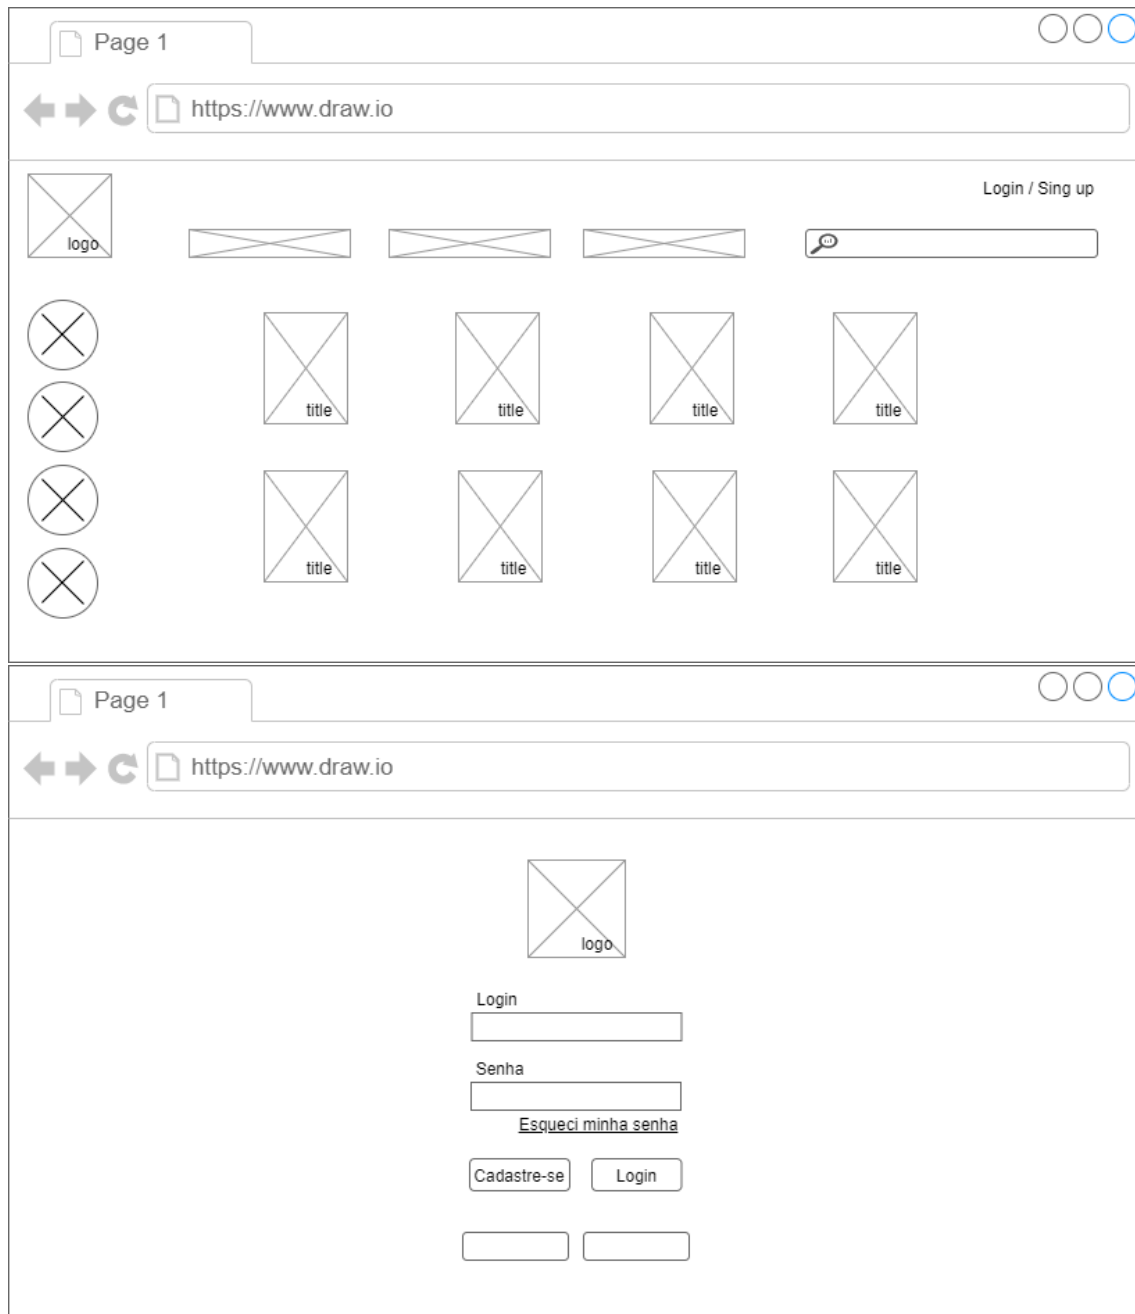 Page 1
https://www.draw.io
Login / Sing up
logo
title title title title
title title title title
Page 1
https://www.draw.io
logo
Login
Senha
Esqueci minha senha
Cadastre-se Login